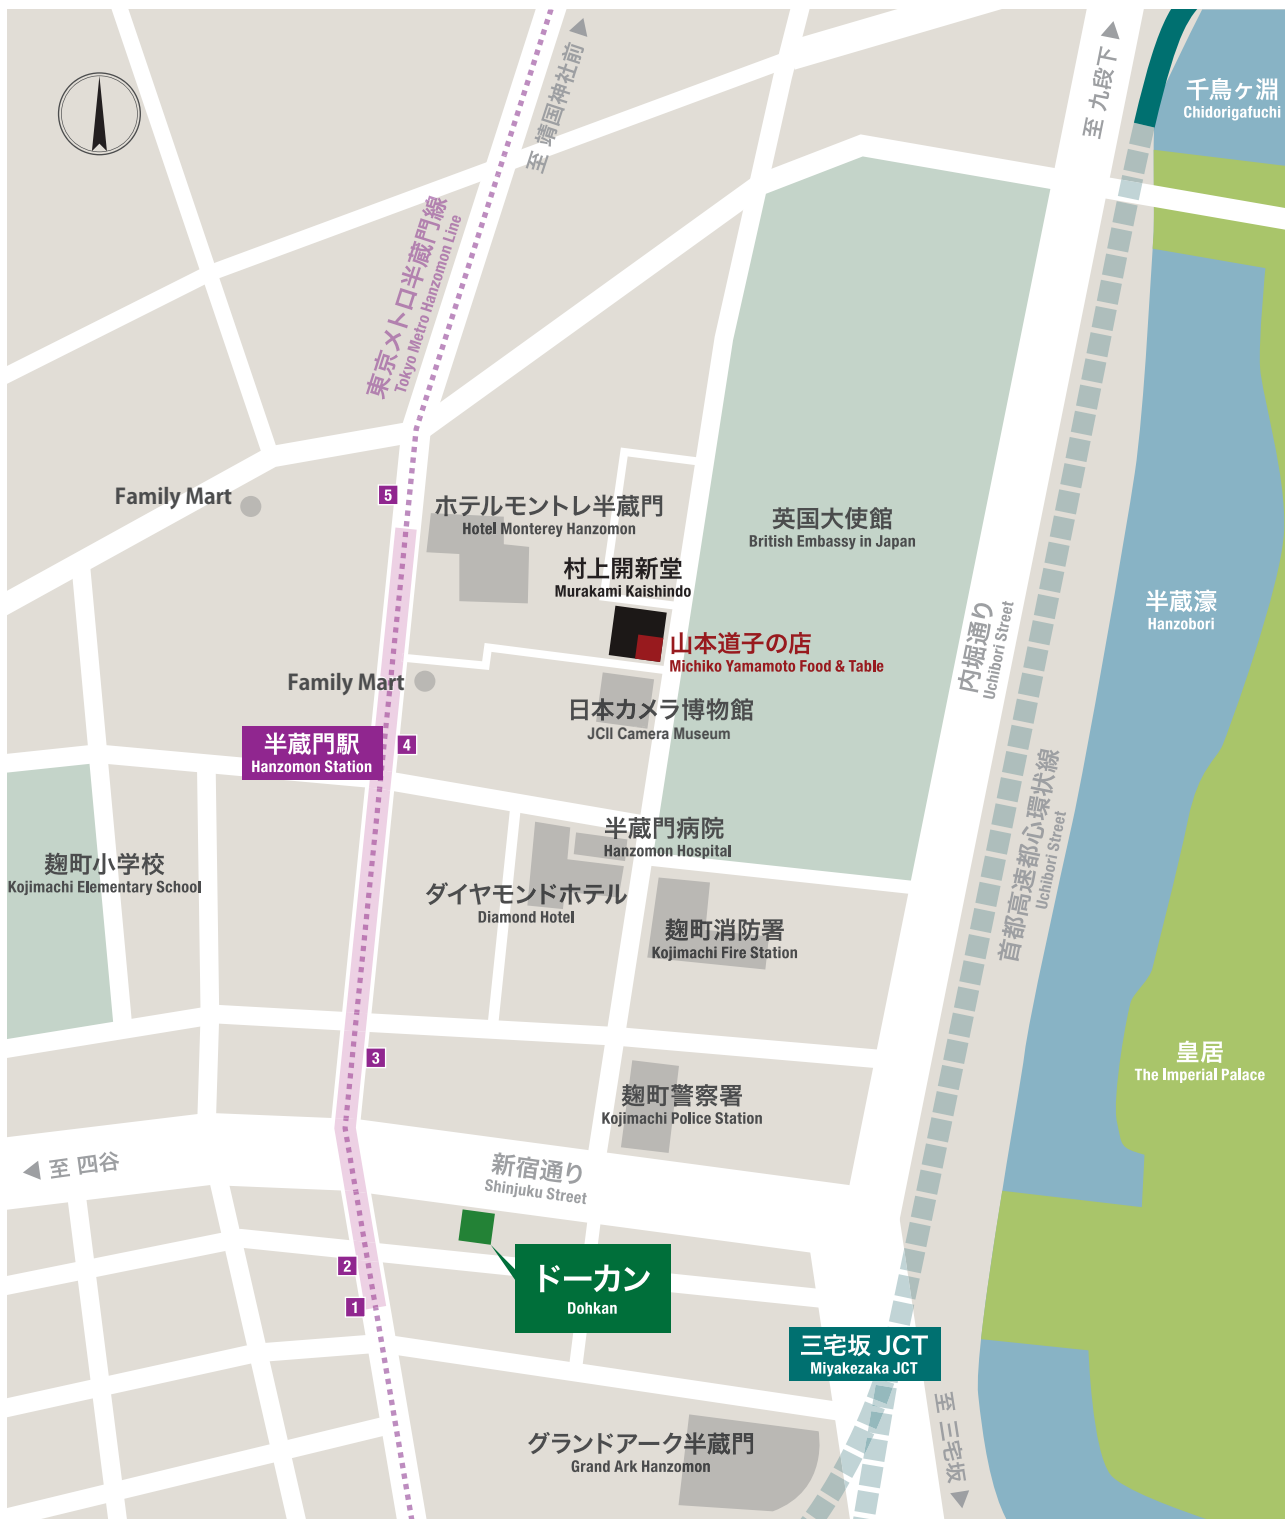 至 九段下
千鳥ヶ淵
Chidorigafuchi
至 靖国神社前
東京メトロ半蔵門線
Tokyo Metro Hanzomon Line
Family Mart
5
ホテルモントレ半蔵門
Hotel Monterey Hanzomon
英国大使館
British Embassy in Japan
村上開新堂
Murakami Kaishindo
山本道子の店
Michiko Yamamoto Food & Table
内堀通り
Uchibori Street
半蔵濠
Hanzobori
Family Mart
日本カメラ博物館
JCII Camera Museum
半蔵門駅
Hanzomon Station
4
首都高速都心環状線
Uchibori Street
半蔵門病院
Hanzomon Hospital
麹町小学校
Kojimachi Elementary School
ダイヤモンドホテル
Diamond Hotel
麹町消防署
Kojimachi Fire Station
3
皇居
The Imperial Palace
麹町警察署
Kojimachi Police Station
至 四谷
新宿通り
Shinjuku Street
2
1
ドーカン
Dohkan
三宅坂 JCT
Miyakezaka JCT
至 三宅坂
グランドアーク半蔵門
Grand Ark Hanzomon